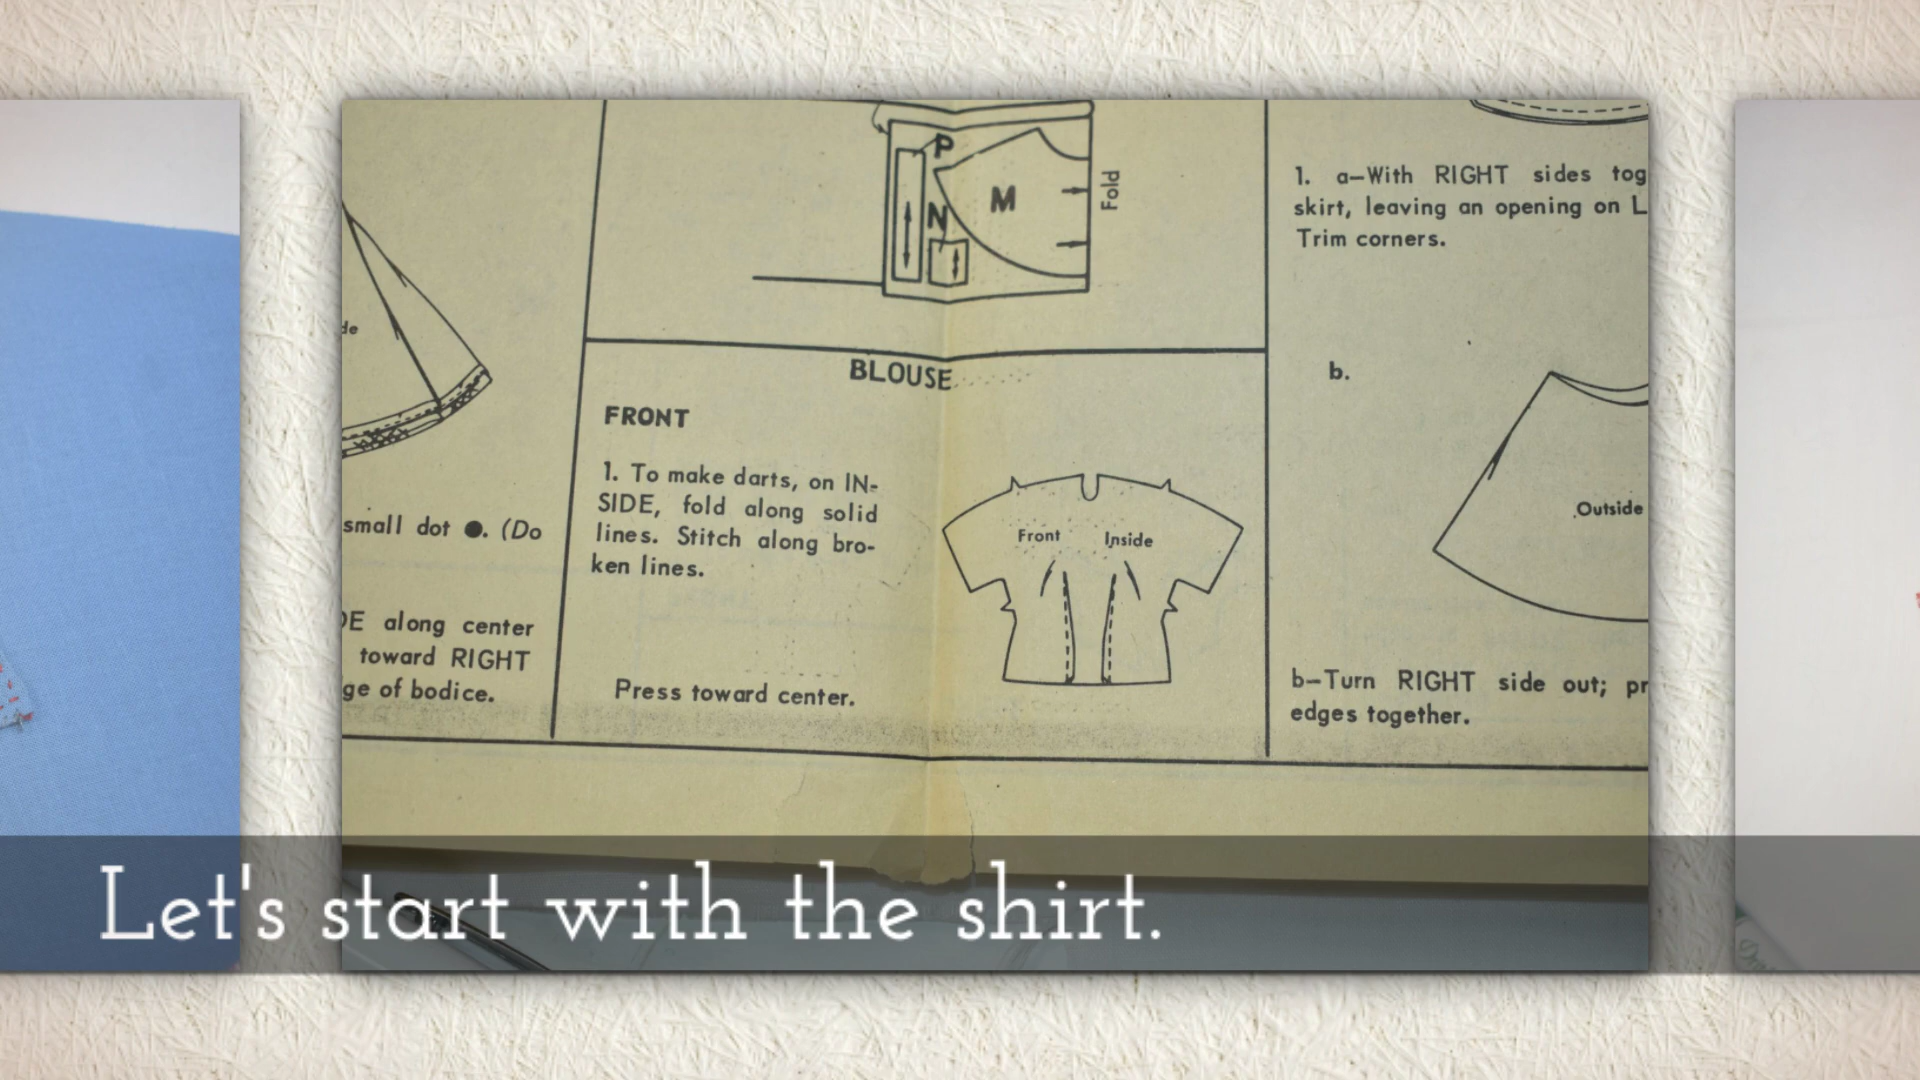 de
small dot ●. (Do
DE along center
toward RIGHT
ge of bodice.
P
M
N
Fold
BLOUSE
FRONT
1. To make darts, on IN-
SIDE, fold along solid
lines. Stitch along bro-
ken lines.
Front Inside
Press toward center.
1. a—With RIGHT sides tog
skirt, leaving an opening on L
Trim corners.
b.
Outside
b—Turn RIGHT side out; pr
edges together.
Let's start with the shirt.